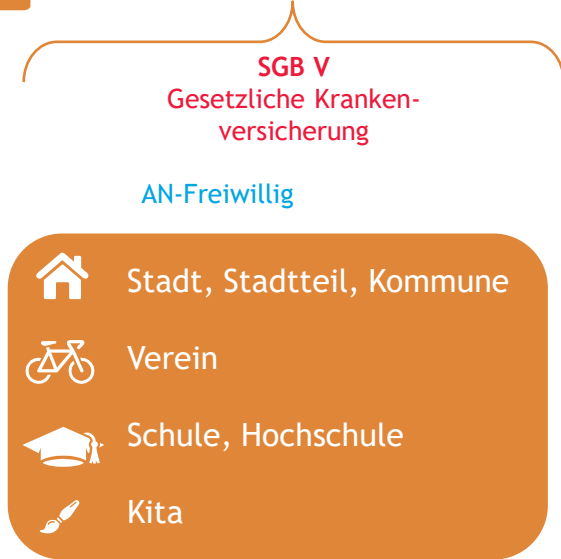 SGB V
Gesetzliche Kranken-
versicherung
AN-Freiwillig
Stadt, Stadtteil, Kommune
Verein
Schule, Hochschule
Kita